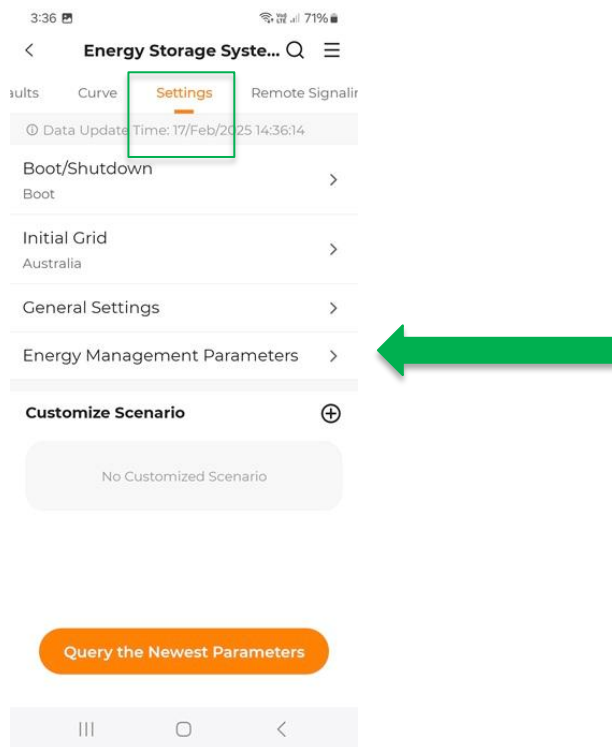 3:36 71%
Energy Storage Syste...
aults Curve Settings Remote Signalin
Data Update Time: 17/Feb/2025 14:36:14
Boot/Shutdown
Boot
Initial Grid
Australia
General Settings
Energy Management Parameters
Customize Scenario
No Customized Scenario
Query the Newest Parameters